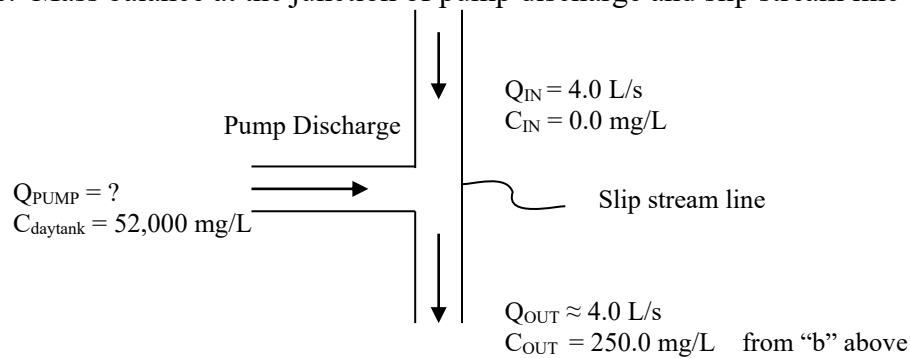 Mass balance at the junction of pump discharge and slip stream line
Q_IN = 4.0 L/s
C_IN = 0.0 mg/L
Pump Discharge
Q_PUMP = ?
C_daytank = 52,000 mg/L
Slip stream line
Q_OUT ≈ 4.0 L/s
C_OUT = 250.0 mg/L from “b” above